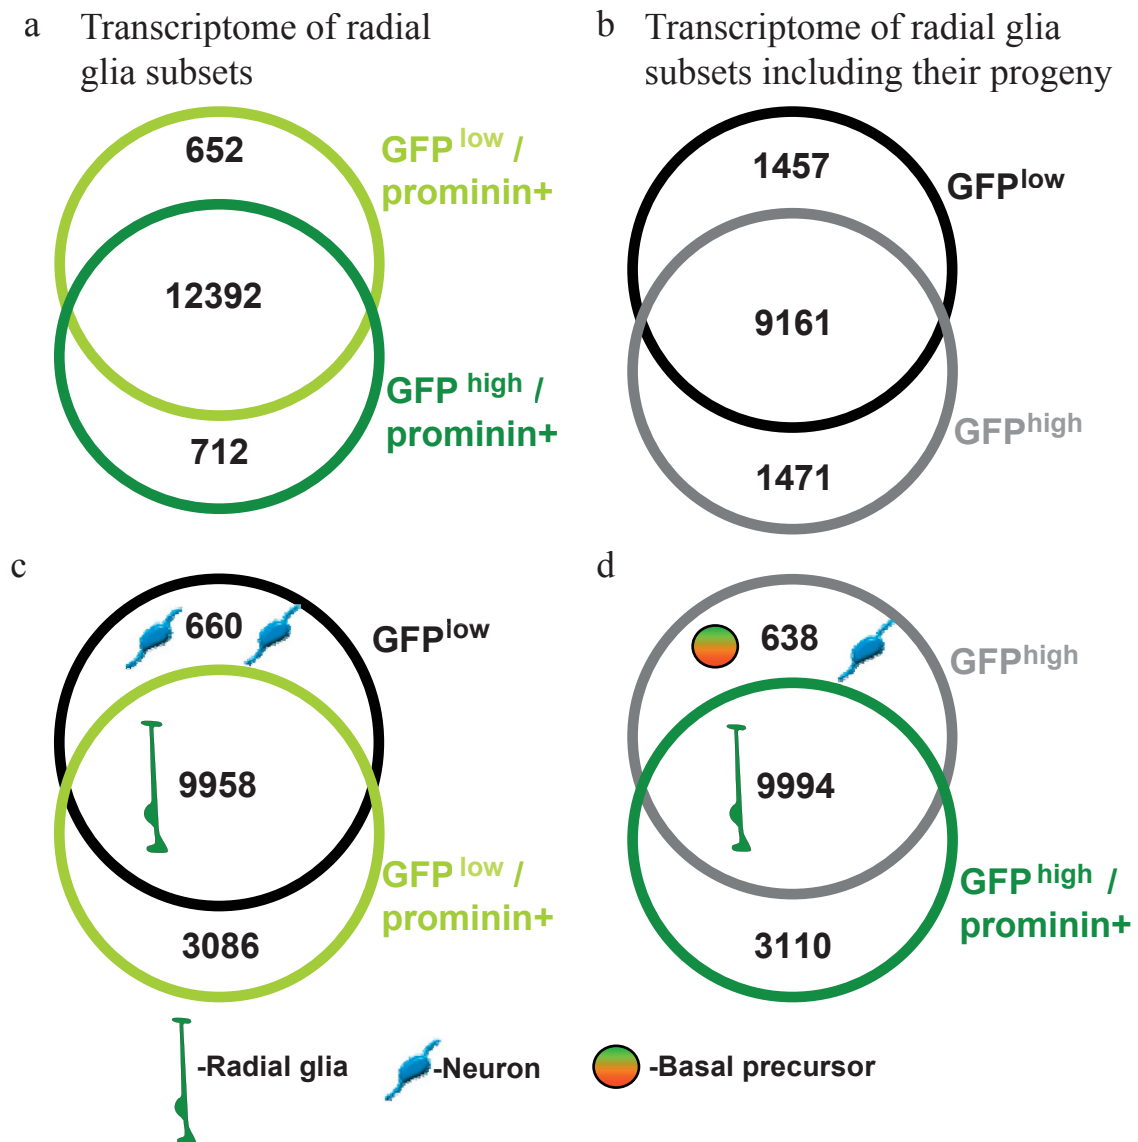 a Transcriptome of radial
glia subsets
652
GFP low /
prominin+
12392
GFP high /
prominin+
712
b Transcriptome of radial glia
subsets including their progeny
1457
GFPlow
9161
GFPhigh
1471
c
660
GFPlow
9958
GFP low /
prominin+
3086
d
638
GFPhigh
9994
GFP high /
prominin+
3110
-Radial glia
-Neuron
-Basal precursor